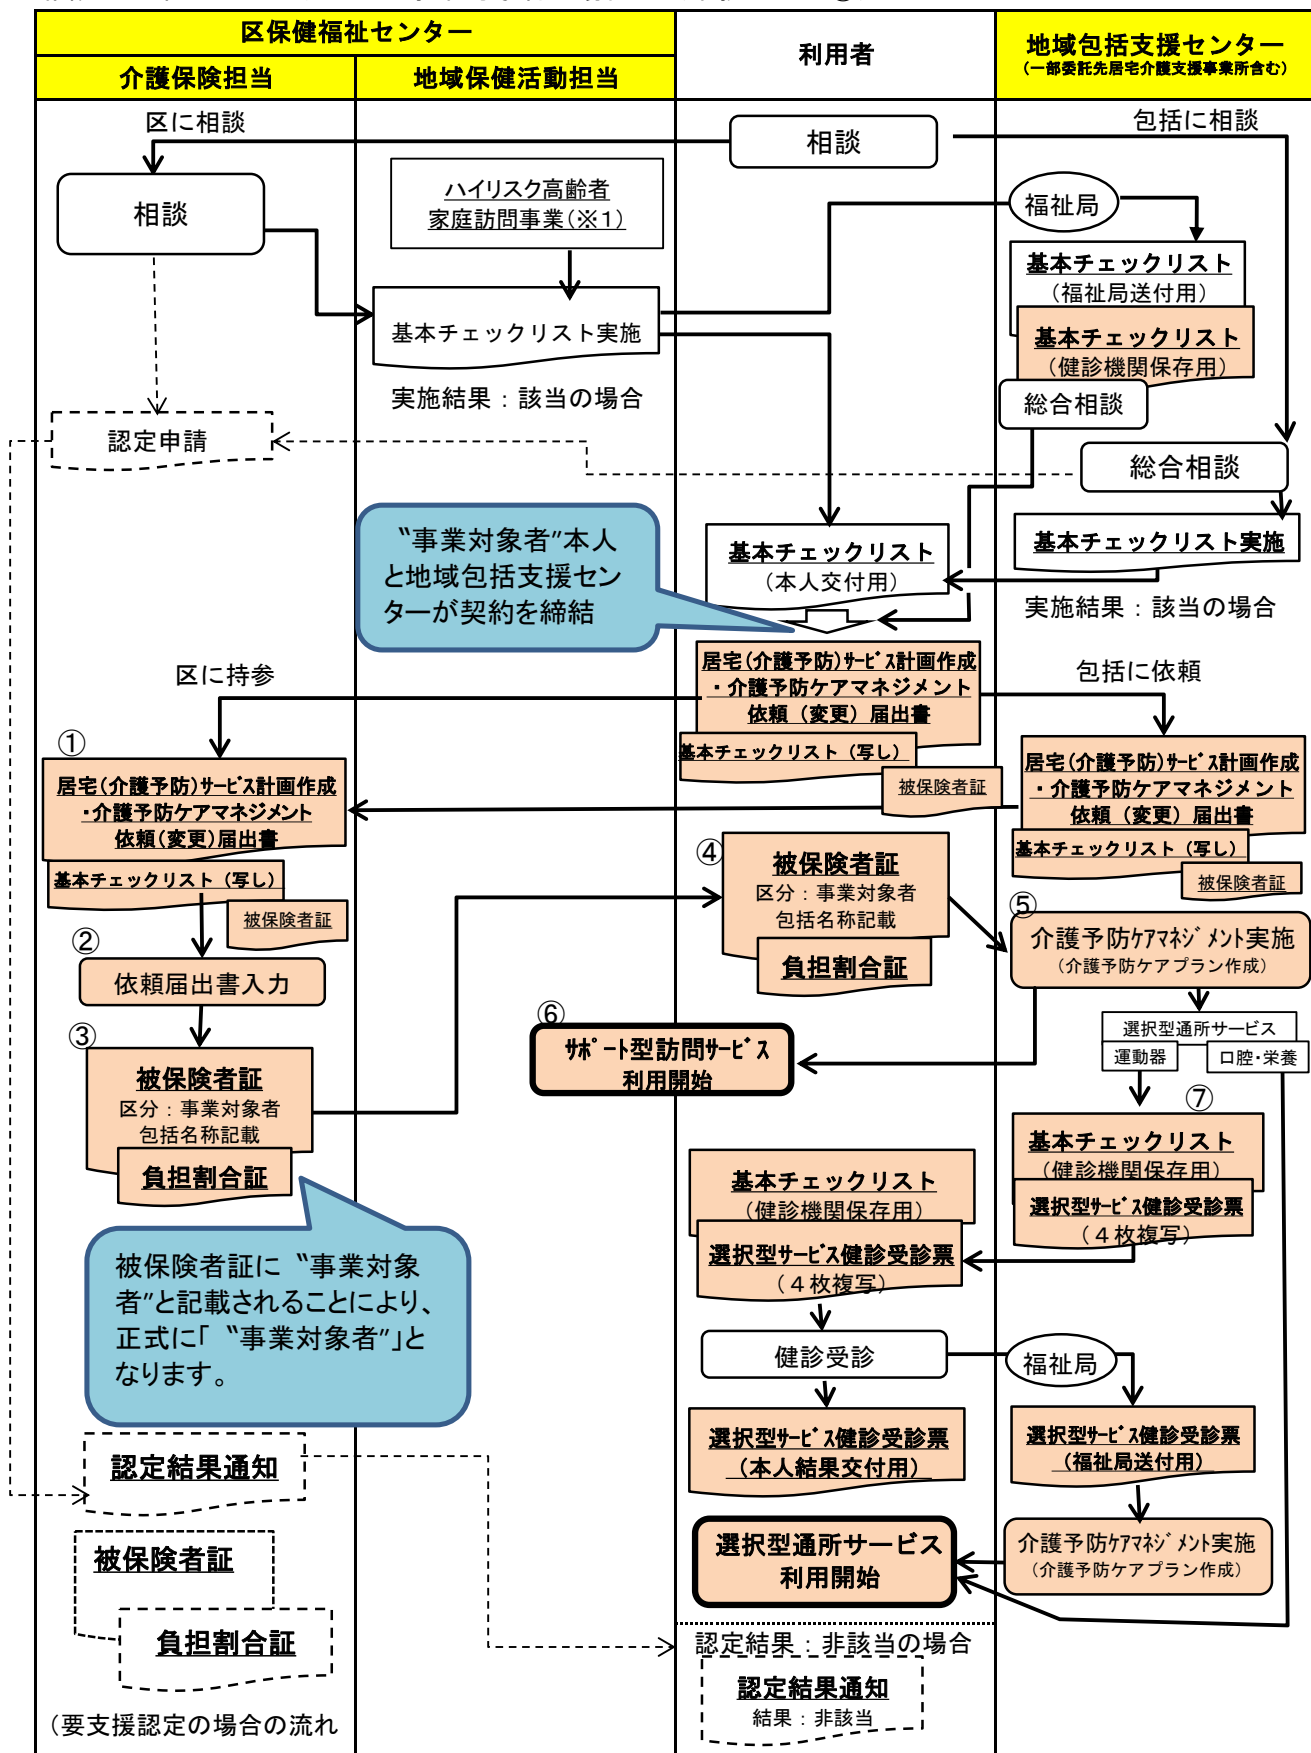 区保健福祉センター
介護保険担当
地域保健活動担当
利用者
地域包括支援センター
(一部委託先居宅介護支援事業所含む)
区に相談
相談
包括に相談
相談
ハイリスク高齢者
家庭訪問事業(※1)
福祉局
基本チェックリスト
(福祉局送付用)
基本チェックリスト
(健診機関保存用)
基本チェックリスト実施
実施結果：該当の場合
総合相談
認定申請
総合相談
〝事業対象者″本人
と地域包括支援セン
ターが契約を締結
基本チェックリスト
(本人交付用)
基本チェックリスト実施
実施結果：該当の場合
区に持参
居宅(介護予防)ｻｰﾋﾞｽ計画作成
・介護予防ケアマネジメント
依頼（変更）届出書
基本チェックリスト（写し）
被保険者証
包括に依頼
①
居宅(介護予防)ｻｰﾋﾞｽ計画作成
・介護予防ケアマネジメント
依頼(変更)届出書
基本チェックリスト（写し）
被保険者証
居宅(介護予防)ｻｰﾋﾞｽ計画作成
・介護予防ケアマネジメント
依頼（変更）届出書
基本チェックリスト（写し）
被保険者証
②
依頼届出書入力
③
被保険者証
区分：事業対象者
包括名称記載
負担割合証
④
被保険者証
区分：事業対象者
包括名称記載
負担割合証
⑤
介護予防ｹｱﾏﾈｼﾞﾒﾝﾄ実施
(介護予防ケアプラン作成)
⑥
ｻﾎﾟｰﾄ型訪問ｻｰﾋﾞｽ
利用開始
選択型通所サービス
運動器
口腔・栄養
⑦
基本チェックリスト
(健診機関保存用)
選択型ｻｰﾋﾞｽ健診受診票
(４枚複写)
基本チェックリスト
(健診機関保存用)
選択型ｻｰﾋﾞｽ健診受診票
(４枚複写)
被保険者証に〝事業対象
者″と記載されることにより、
正式に「〝事業対象者″」と
なります。
健診受診
福祉局
選択型ｻｰﾋﾞｽ健診受診票
(本人結果交付用)
選択型ｻｰﾋﾞｽ健診受診票
(福祉局送付用)
認定結果通知
被保険者証
負担割合証
(要支援認定の場合の流れ
選択型通所サービス
利用開始
介護予防ｹｱﾏﾈｼﾞﾒﾝﾄ実施
(介護予防ケアプラン作成)
認定結果：非該当の場合
認定結果通知
結果：非該当